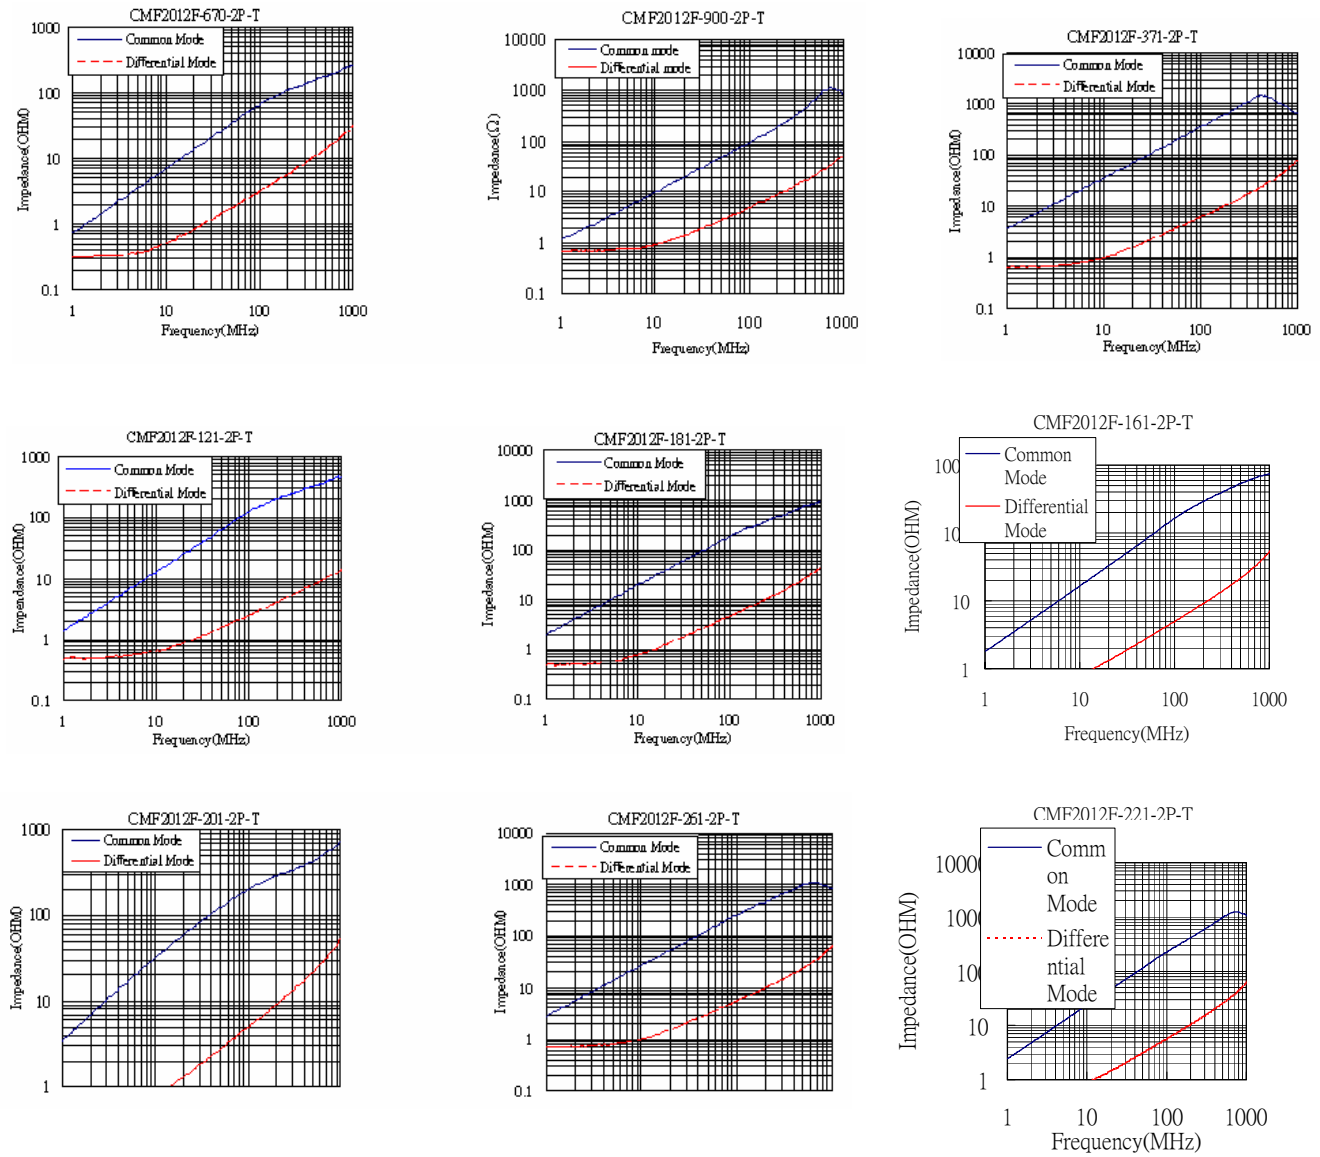 CMF2012F-670-2P-T
1000
Common Mode
Differential Mode
100
10
1
0.1
Impedance(OHM)
1 10 100 1000
Frequency(MHz)
CMF2012F-900-2P-T
10000
Common mode
Differential mode
1000
100
10
1
0.1
Impedance(Ω)
1 10 100 1000
Frequency(MHz)
CMF2012F-371-2P-T
10000
Common Mode
Differential Mode
1000
100
10
1
0.1
Impedance(OHM)
1 10 100 1000
Frequency(MHz)
CMF2012F-121-2P-T
1000
Common Mode
Differential Mode
100
10
1
0.1
Impendance(OHM)
1 10 100 1000
Frequency(MHz)
CMF2012F-181-2P-T
10000
Common Mode
Differential Mode
1000
100
10
1
0.1
Impedance(OHM)
1 10 100 1000
Frequency(MHz)
CMF2012F-161-2P-T
Common
Mode
Differential
Mode
10
1
Impedance(OHM)
1 10 100 1000
Frequency(MHz)
CMF2012F-201-2P-T
1000
Common Mode
Differential Mode
100
10
1
Impedance(OHM)
CMF2012F-261-2P-T
10000
Common Mode
Differential Mode
1000
100
10
1
0.1
Impedance(OHM)
CMF2012F-221-2P-T
Comm
on
Mode
Differe
ntial
Mode
10
1
Impedance(OHM)
1 10 100 1000
Frequency(MHz)